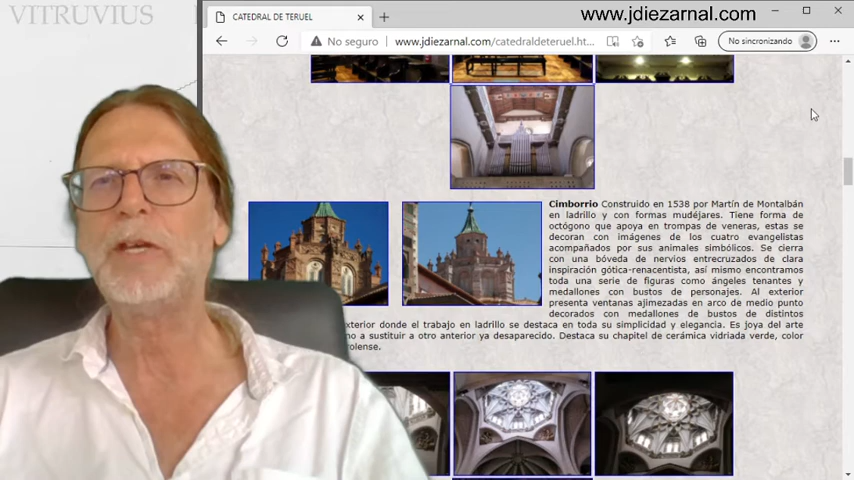 VITRUVIUS
CATEDRAL DE TERUEL
www.jdiezarnal.com
No seguro
www.jdiezarnal.com/catedraldeteruel.ht...
No sincronizando
Cimborrio Construido en 1538 por Martín de Montalbán
en ladrillo y con formas mudéjares. Tiene forma de
octógono que apoya en trompas de veneras, estas se
decoran con imágenes de los cuatro evangelistas
acompañados por sus animales simbólicos. Se cierra
con una bóveda de nervios entrecruzados de clara
inspiración gótica-renacentista, así mismo encontramos
toda una serie de figuras como ángeles tenantes y
medallones con bustos de personajes. Al exterior
presenta ventanas ajimezadas en arco de medio punto
decorados con medallones de bustos de distintos
xterior donde el trabajo en ladrillo se destaca en toda su simplicidad y elegancia. Es joya del arte
no a sustituir a otro anterior ya desaparecido. Destaca su chapitel de cerámica vidriada verde, color
rolense.